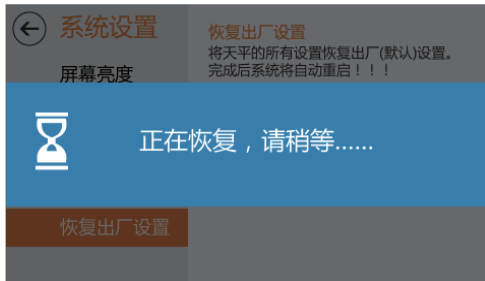 系统设置
恢复出厂设置
将天平的所有设置恢复出厂(默认)设置。
屏幕亮度
完成后系统将自动重启！！！
正在恢复，请稍等......
恢复出厂设置